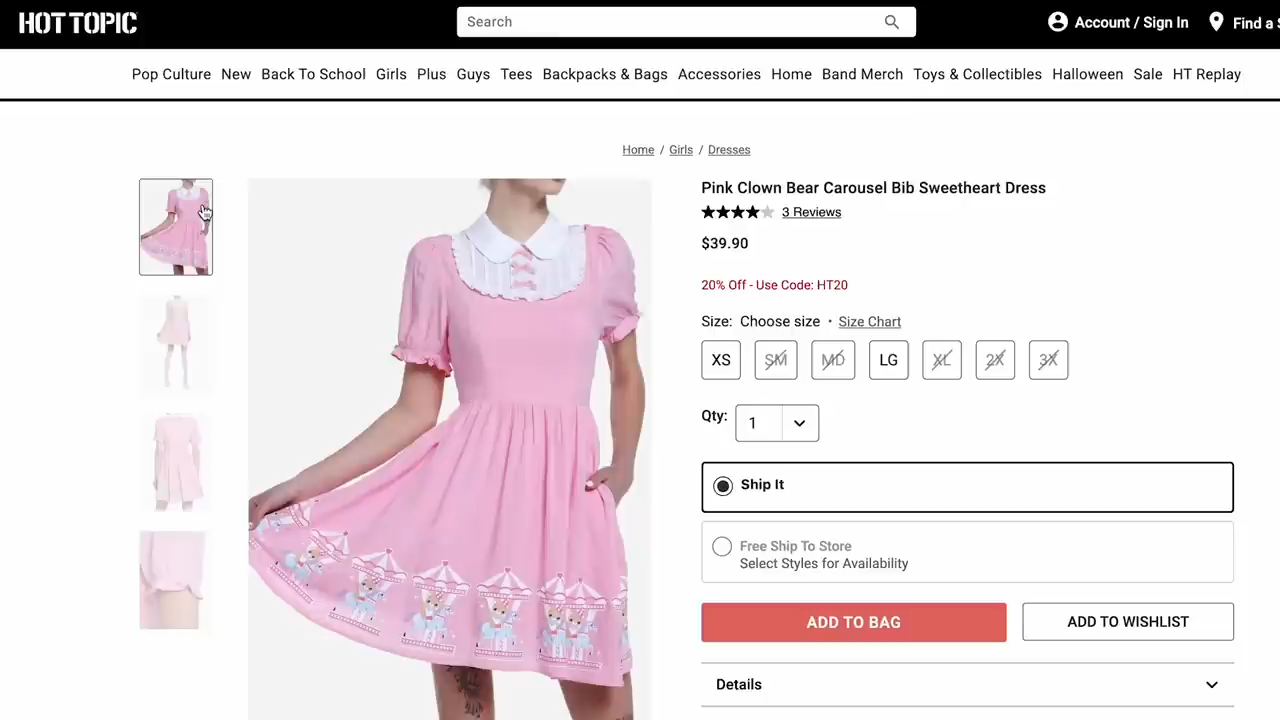 HOT TOPIC
Search
Account / Sign In
Find a S
Pop Culture New Back To School Girls Plus Guys Tees Backpacks & Bags Accessories Home Band Merch Toys & Collectibles Halloween Sale HT Replay
Home / Girls / Dresses
Pink Clown Bear Carousel Bib Sweetheart Dress
3 Reviews
$39.90
20% Off - Use Code: HT20
Size: Choose size • Size Chart
XS SM MD LG XL 2X 3X
Qty: 1
Ship It
Free Ship To Store
Select Styles for Availability
ADD TO BAG
ADD TO WISHLIST
Details